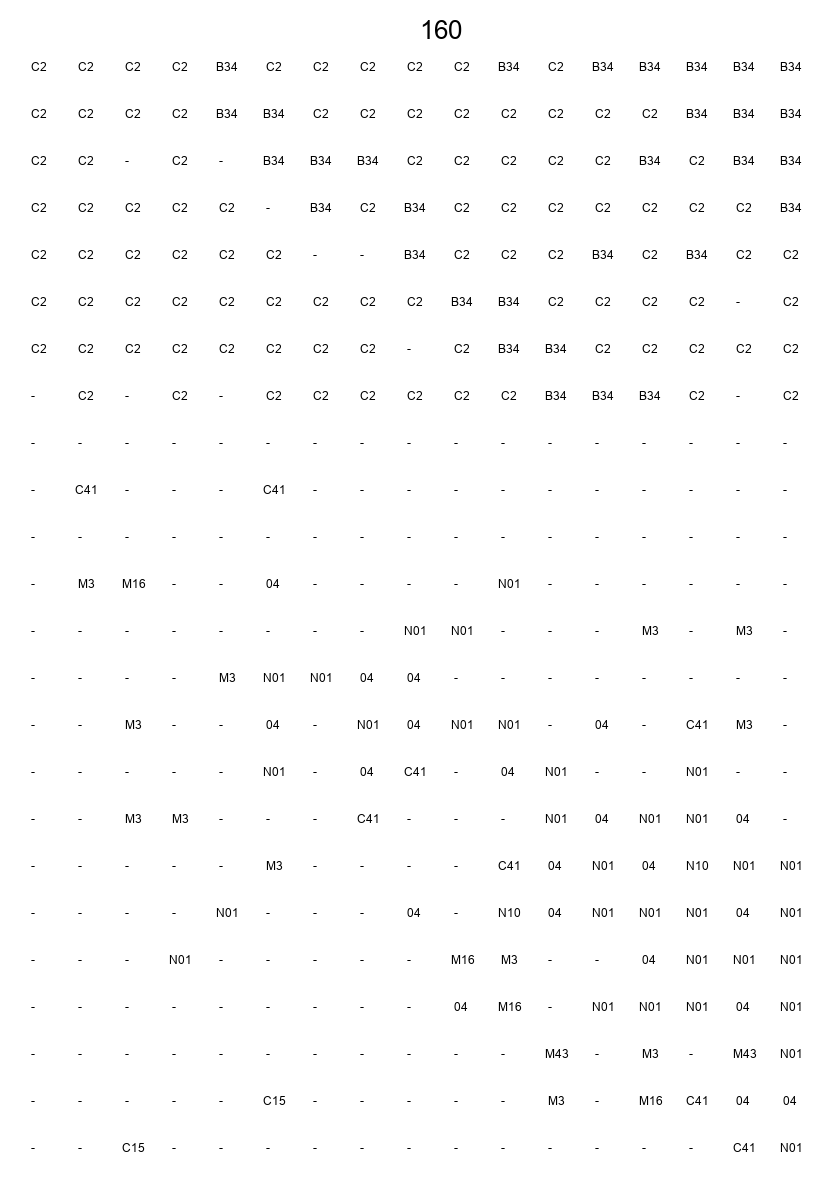 160
C2 C2 C2 C2 B34 C2 C2 C2 C2 C2 B34 C2 B34 B34 B34 B34 B34
C2 C2 C2 C2 B34 B34 C2 C2 C2 C2 C2 C2 C2 C2 B34 B34 B34
C2 C2 - C2 - B34 B34 B34 C2 C2 C2 C2 C2 B34 C2 B34 B34
C2 C2 C2 C2 C2 - B34 C2 B34 C2 C2 C2 C2 C2 C2 C2 B34
C2 C2 C2 C2 C2 C2 - - B34 C2 C2 C2 B34 C2 B34 C2 C2
C2 C2 C2 C2 C2 C2 C2 C2 C2 B34 B34 C2 C2 C2 C2 - C2
C2 C2 C2 C2 C2 C2 C2 C2 - C2 B34 B34 C2 C2 C2 C2 C2
- C2 - C2 - C2 C2 C2 C2 C2 C2 B34 B34 B34 C2 - C2
- - - - - - - - - - - - - - - - -
- C41 - - - C41 - - - - - - - - - - -
- - - - - - - - - - - - - - - - -
- M3 M16 - - 04 - - - - N01 - - - - - -
- - - - - - - - N01 N01 - - - M3 - M3 -
- - - - M3 N01 N01 04 04 - - - - - - - -
- - M3 - - 04 - N01 04 N01 N01 - 04 - C41 M3 -
- - - - - N01 - 04 C41 - 04 N01 - - N01 - -
- - M3 M3 - - - C41 - - - N01 04 N01 N01 04 -
- - - - - M3 - - - - C41 04 N01 04 N10 N01 N01
- - - - N01 - - - 04 - N10 04 N01 N01 N01 04 N01
- - - N01 - - - - - M16 M3 - - 04 N01 N01 N01
- - - - - - - - - 04 M16 - N01 N01 N01 04 N01
- - - - - - - - - - - M43 - M3 - M43 N01
- - - - - C15 - - - - - M3 - M16 C41 04 04
- - C15 - - - - - - - - - - - - C41 N01